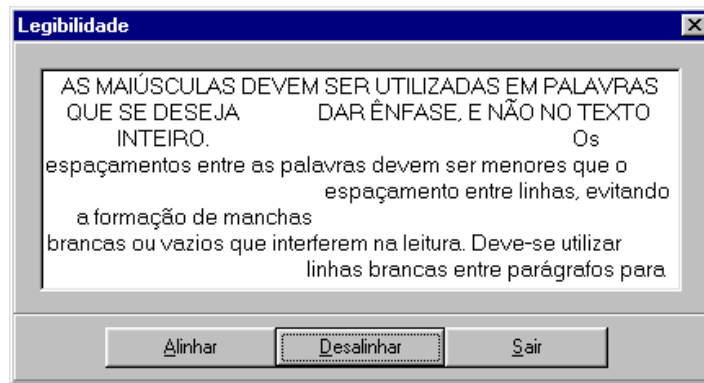 Legibilidade
AS MAIÚSCULAS DEVEM SER UTILIZADAS EM PALAVRAS
QUE SE DESEJA DAR ÊNFASE, E NÃO NO TEXTO
INTEIRO. Os
espaçamentos entre as palavras devem ser menores que o
espaçamento entre linhas, evitando
a formação de manchas
brancas ou vazios que interferem na leitura. Deve-se utilizar
linhas brancas entre parágrafos para
Alinhar Desalinhar Sair